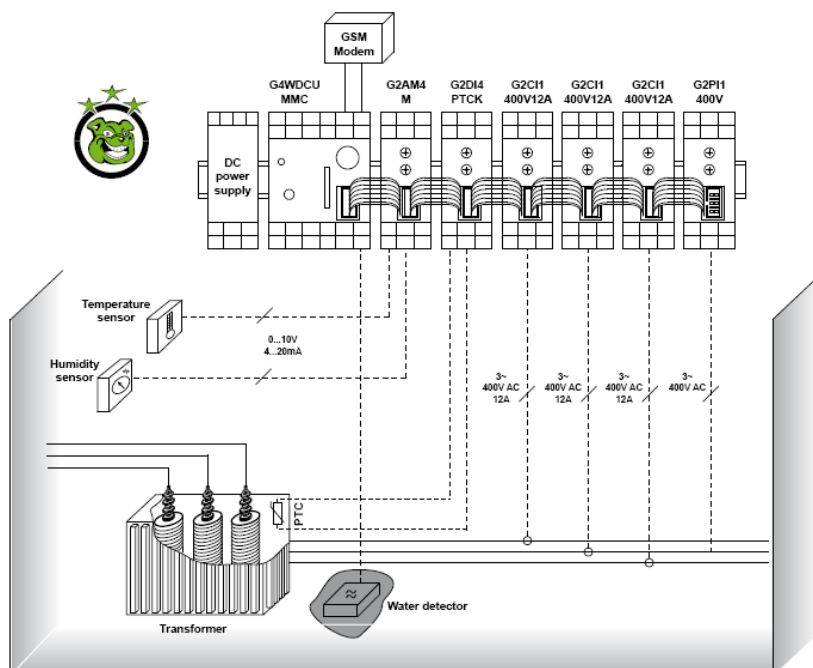 GSM
Modem
G4WDCU
MMC
G2AM4
M
G2DI4
PTCK
G2CI1
400V12A
G2CI1
400V12A
G2CI1
400V12A
G2PI1
400V
DC
power
supply
Temperature
sensor
0...10V
4...20mA
Humidity
sensor
3~
400V AC
12A
3~
400V AC
12A
3~
400V AC
12A
3~
400V AC
PTC
Water detector
Transformer